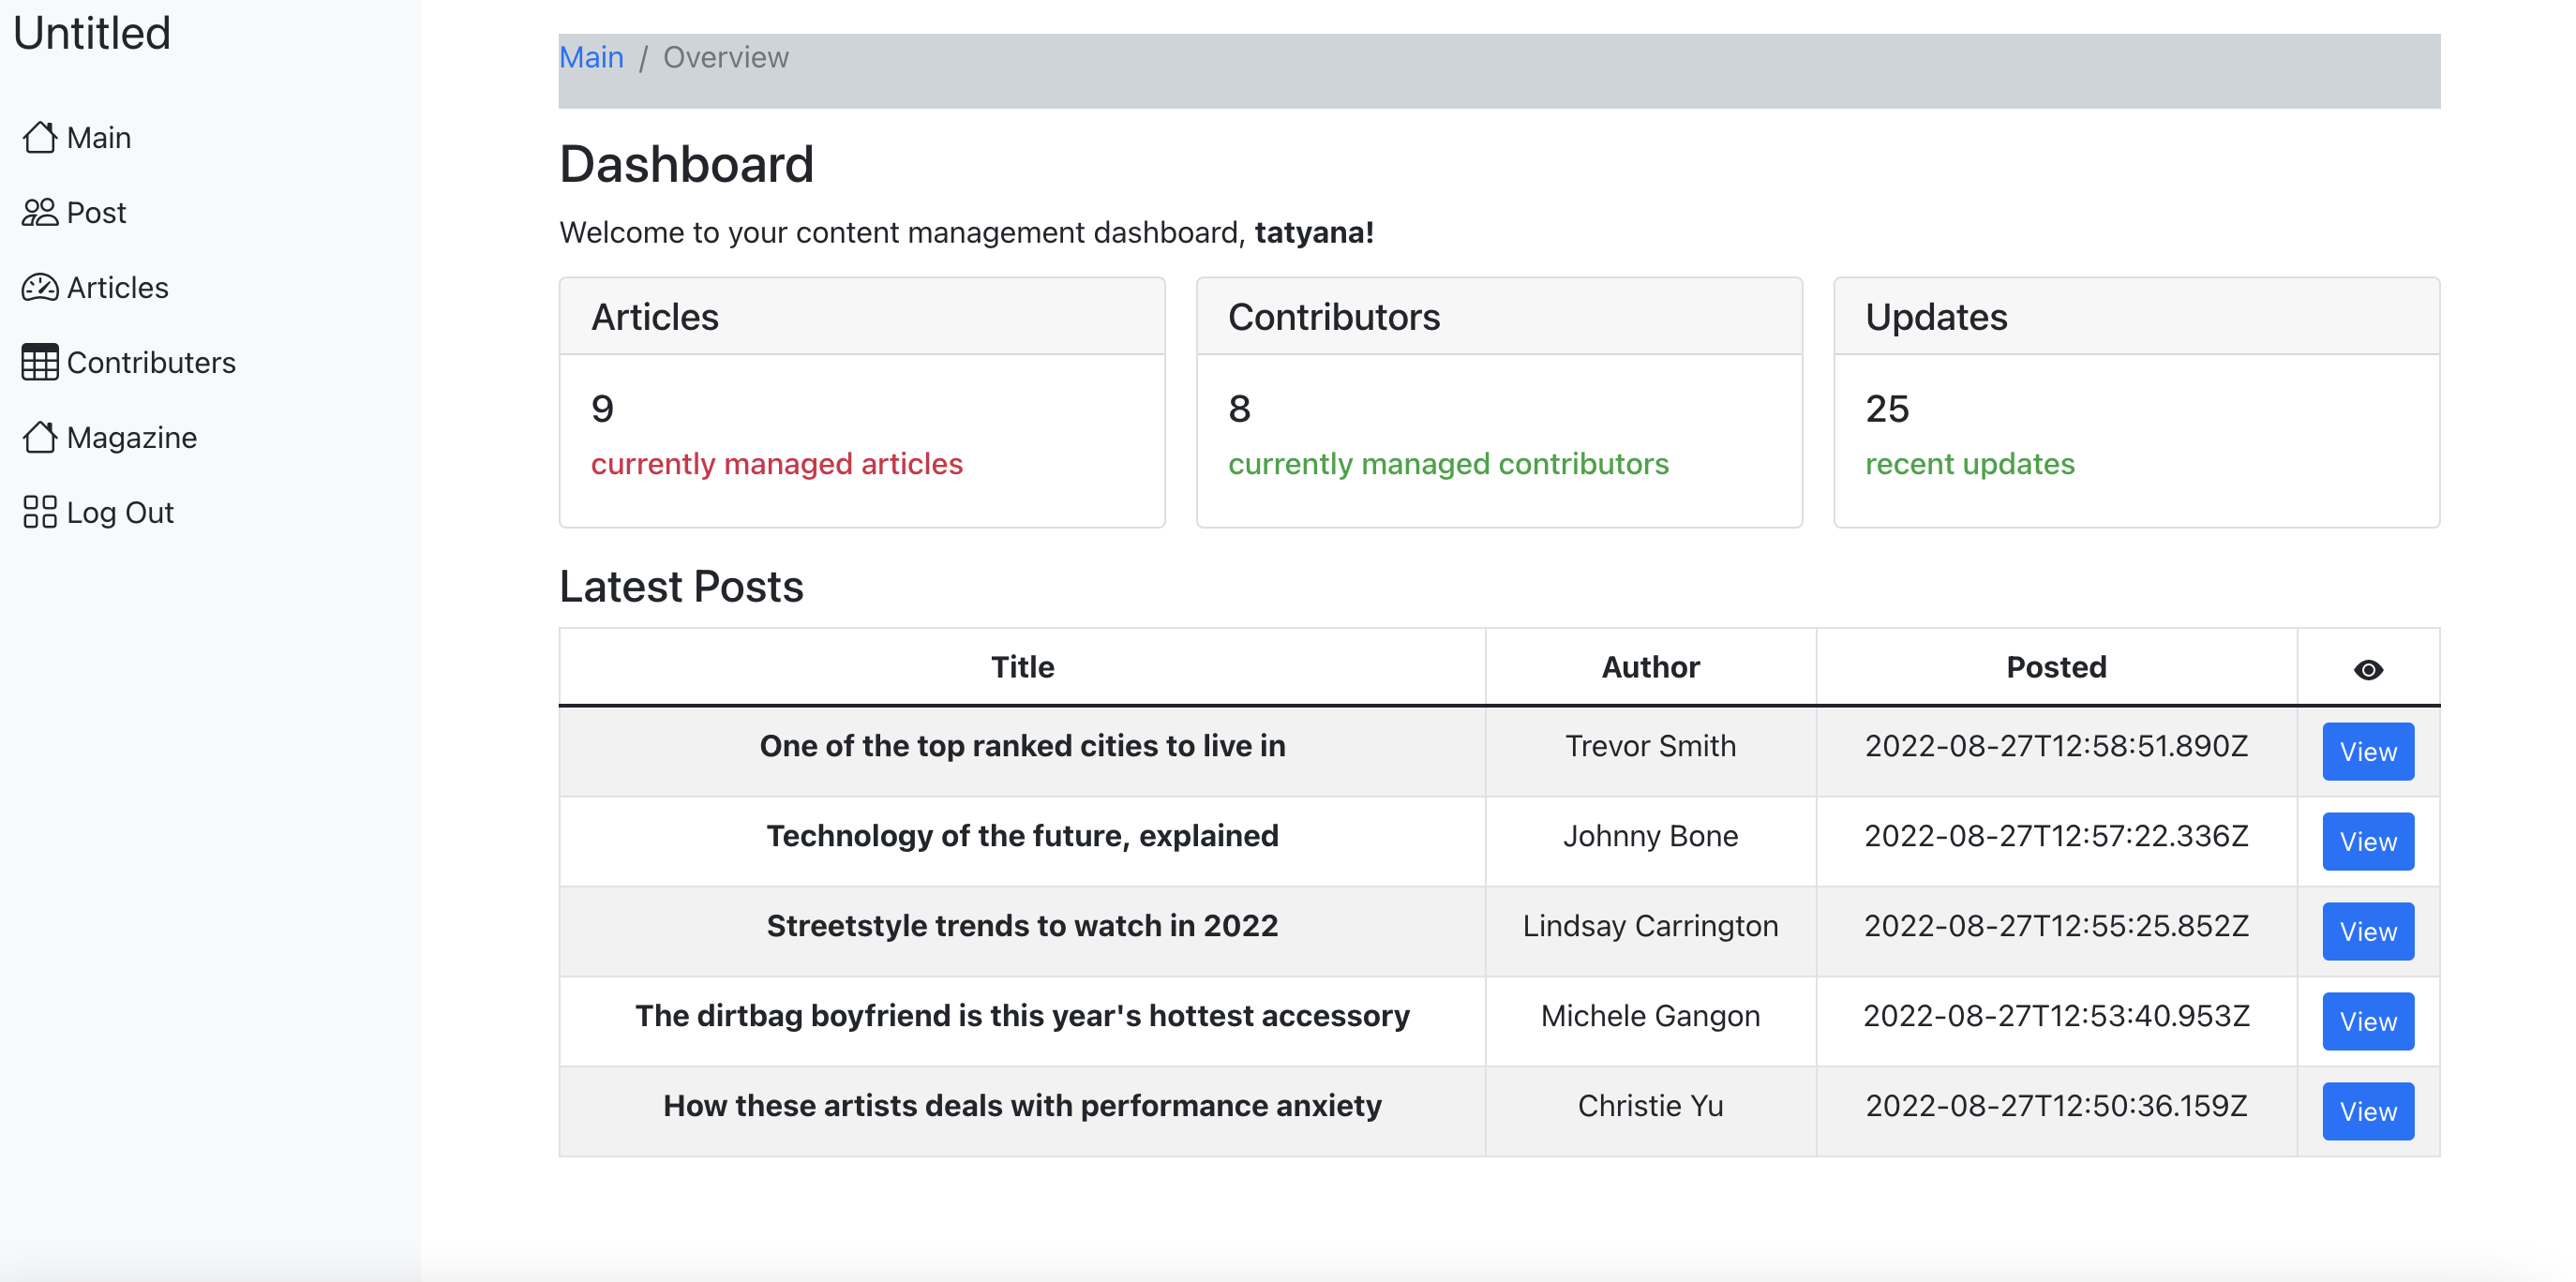 Untitled
Main
Post
Articles
Contributers
Magazine
Log Out
Main / Overview
Dashboard
Welcome to your content management dashboard, tatyana!
Articles
9
currently managed articles
Contributors
8
currently managed contributors
Updates
25
recent updates
Latest Posts
Title Author Posted
One of the top ranked cities to live in Trevor Smith 2022-08-27T12:58:51.890Z View
Technology of the future, explained Johnny Bone 2022-08-27T12:57:22.336Z View
Streetstyle trends to watch in 2022 Lindsay Carrington 2022-08-27T12:55:25.852Z View
The dirtbag boyfriend is this year's hottest accessory Michele Gangon 2022-08-27T12:53:40.953Z View
How these artists deals with performance anxiety Christie Yu 2022-08-27T12:50:36.159Z View